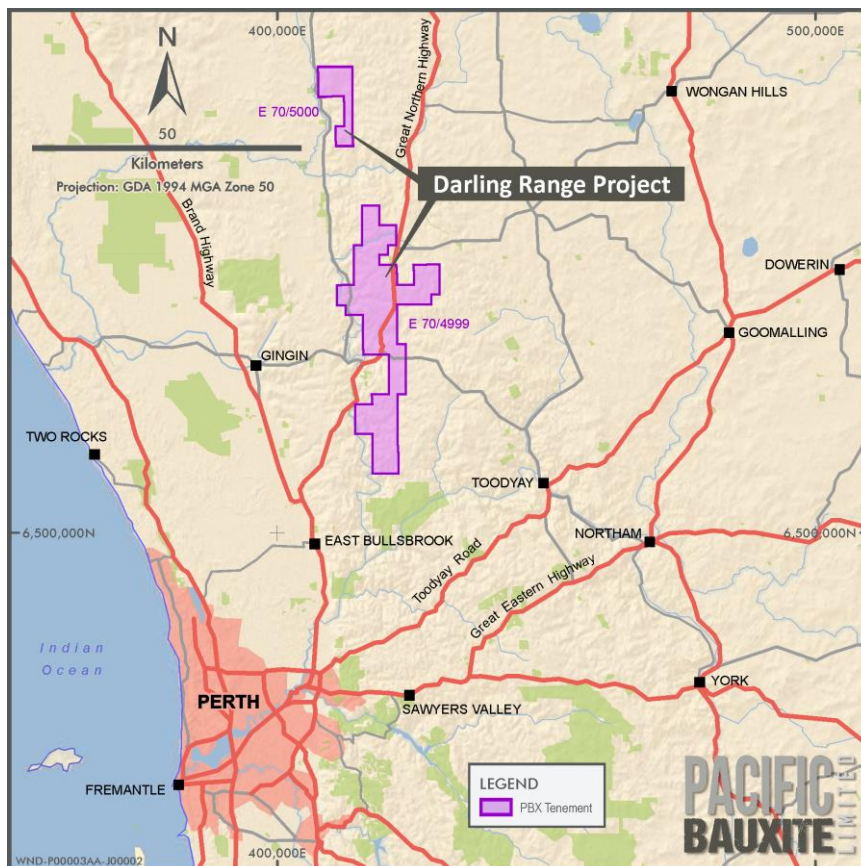 400,000E
500,000E
N
WONGAN HILLS
E 70/5000
Great Northern Highway
50
Kilometers
Projection: GDA 1994 MGA Zone 50
Darling Range Project
Brand Highway
DOWERIN
E 70/4999
GOOMALLING
GINGIN
TWO ROCKS
TOODYAY
6,500,000N
EAST BULLSBROOK
NORTHAM
6,500,000N
Toodyay Road
Great Eastern Highway
Indian
Ocean
PERTH
YORK
SAWYERS VALLEY
FREMANTLE
LEGEND
PBX Tenement
PACIFIC
BAUXITE
LIMITED
WND-P00003AA-J00002
400,000E